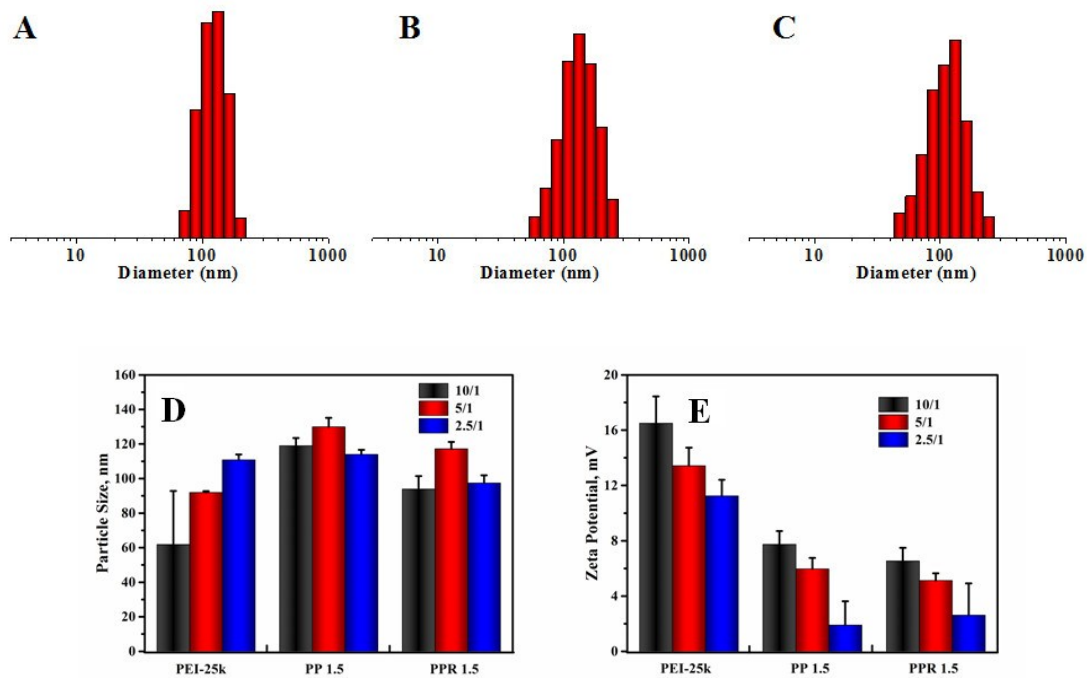 A
B
C
10 100 1000
Diameter (nm)
10 100 1000
Diameter (nm)
10 100 1000
Diameter (nm)
D
160
140
120
100
80
60
40
20
0
Particle Size, nm
10/1
5/1
2.5/1
PEI-25k PP 1.5 PPR 1.5
E
20
16
12
8
4
0
Zeta Potential, mV
10/1
5/1
2.5/1
PEI-25k PP 1.5 PPR 1.5